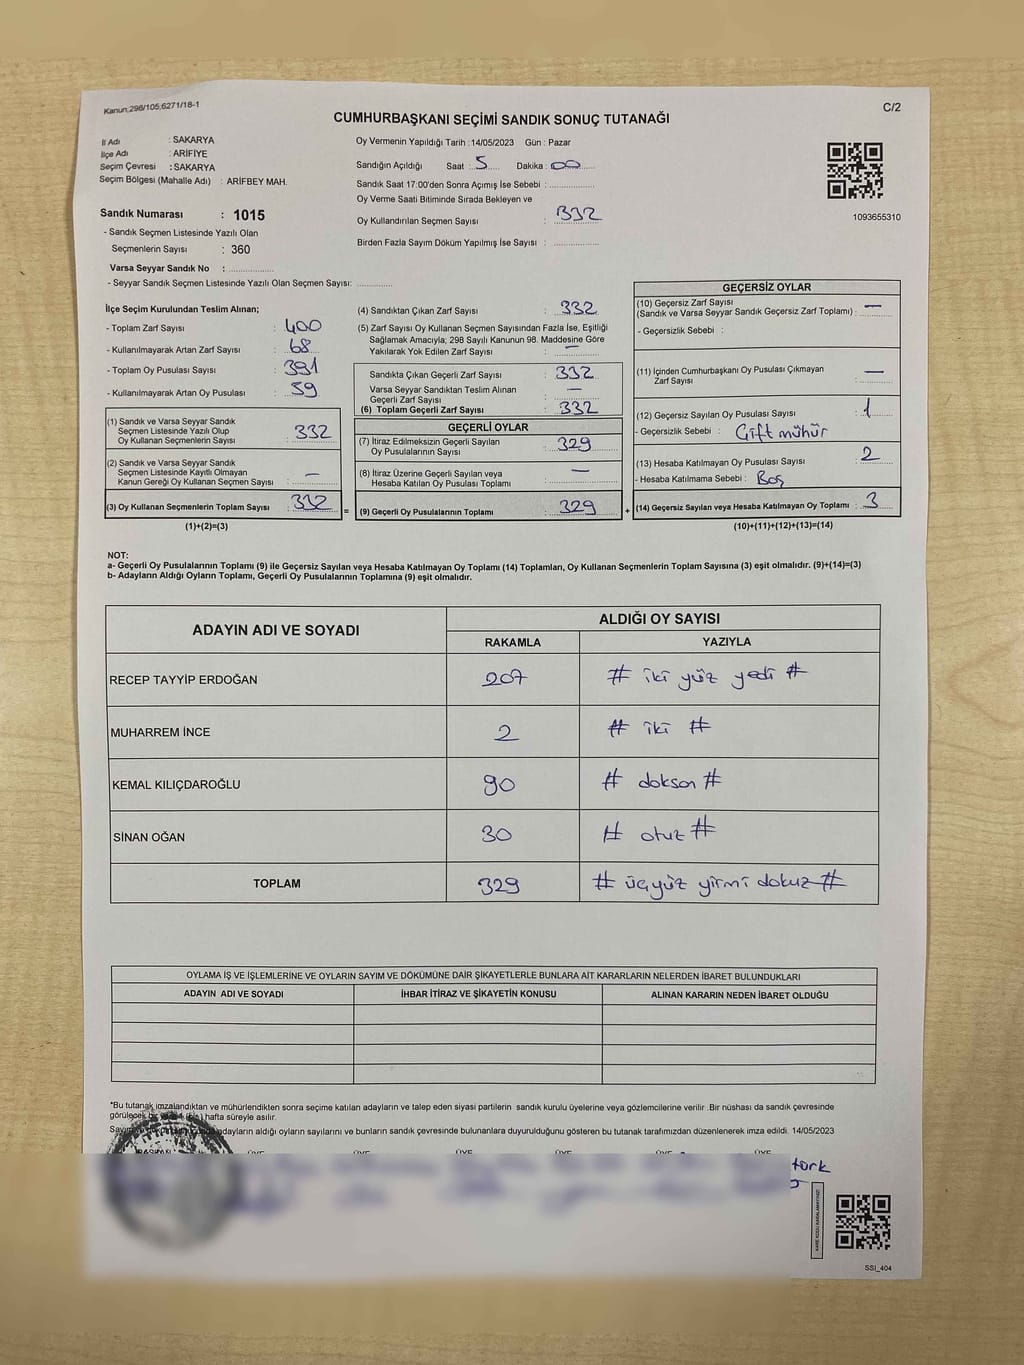 Kanun;298/105,6271/18-1
C/2
CUMHURBAŞKANI SEÇİMİ SANDIK SONUÇ TUTANAĞI
İl Adı : SAKARYA
İlçe Adı : ARİFİYE
Seçim Çevresi : SAKARYA
Seçim Bölgesi (Mahalle Adı) : ARİFBEY MAH.
Sandık Numarası : 1015
- Sandık Seçmen Listesinde Yazılı Olan
Seçmenlerin Sayısı : 360
Varsa Seyyar Sandık No :
- Seyyar Sandık Seçmen Listesinde Yazılı Olan Seçmen Sayısı:
Oy Vermenin Yapıldığı Tarih :14/05/2023 Gün : Pazar
Sandığın Açıldığı Saat : 5 Dakika : 00
Sandık Saat 17:00'den Sonra Açımış İse Sebebi :
Oy Verme Saati Bitiminde Sırada Bekleyen ve
Oy Kullandırılan Seçmen Sayısı : 332
Birden Fazla Sayım Döküm Yapılmış İse Sayısı :
1093655310
İlçe Seçim Kurulundan Teslim Alınan;
- Toplam Zarf Sayısı : 400
- Kullanılmayarak Artan Zarf Sayısı : 68
- Toplam Oy Pusulası Sayısı : 391
- Kullanılmayarak Artan Oy Pusulası : 59
(1) Sandık ve Varsa Seyyar Sandık
Seçmen Listesinde Yazılı Olup
Oy Kullanan Seçmenlerin Sayısı : 332
(2) Sandık ve Varsa Seyyar Sandık
Seçmen Listesinde Kayıtlı Olmayan
Kanun Gereği Oy Kullanan Seçmen Sayısı : —
(3) Oy Kullanan Seçmenlerin Toplam Sayısı : 332
(1)+(2)=(3)
=
(4) Sandıktan Çıkan Zarf Sayısı : 332
(5) Zarf Sayısı Oy Kullanan Seçmen Sayısından Fazla İse, Eşitliği
Sağlamak Amacıyla; 298 Sayılı Kanunun 98. Maddesine Göre
Yakılarak Yok Edilen Zarf Sayısı : —
Sandıkta Çıkan Geçerli Zarf Sayısı : 332
Varsa Seyyar Sandıktan Teslim Alınan
Geçerli Zarf Sayısı : —
(6) Toplam Geçerli Zarf Sayısı : 332
GEÇERLİ OYLAR
(7) İtiraz Edilmeksizin Geçerli Sayılan
Oy Pusulalarının Sayısı : 329
(8) İtiraz Üzerine Geçerli Sayılan veya
Hesaba Katılan Oy Pusulası Toplamı : —
(9) Geçerli Oy Pusulalarının Toplamı : 329
+
GEÇERSİZ OYLAR
(10) Geçersiz Zarf Sayısı
(Sandık ve Varsa Seyyar Sandık Geçersiz Zarf Toplamı) : —
- Geçersizlik Sebebi :
(11) İçinden Cumhurbaşkanı Oy Pusulası Çıkmayan
Zarf Sayısı : —
(12) Geçersiz Sayılan Oy Pusulası Sayısı : 1
- Geçersizlik Sebebi : Çift mühür
(13) Hesaba Katılmayan Oy Pusulası Sayısı : 2
- Hesaba Katılmama Sebebi : Boş
(14) Geçersiz Sayılan veya Hesaba Katılmayan Oy Toplamı : 3
(10)+(11)+(12)+(13)=(14)
NOT:
a- Geçerli Oy Pusulalarının Toplamı (9) ile Geçersiz Sayılan veya Hesaba Katılmayan Oy Toplamı (14) Toplamları, Oy Kullanan Seçmenlerin Toplam Sayısına (3) eşit olmalıdır. (9)+(14)=(3)
b- Adayların Aldığı Oyların Toplamı, Geçerli Oy Pusulalarının Toplamına (9) eşit olmalıdır.
ADAYIN ADI VE SOYADI ALDIĞI OY SAYISI
RAKAMLA YAZIYLA
RECEP TAYYİP ERDOĞAN 207 # iki yüz yedi #
MUHARREM İNCE 2 # iki #
KEMAL KILIÇDAROĞLU 90 # doksan #
SİNAN OĞAN 30 # otuz #
TOPLAM 329 # üçyüz yirmi dokuz #
OYLAMA İŞ VE İŞLEMLERİNE VE OYLARIN SAYIM VE DÖKÜMÜNE DAİR ŞİKAYETLERLE BUNLARA AİT KARARLARIN NELERDEN İBARET BULUNDUKLARI
ADAYIN ADI VE SOYADI İHBAR İTİRAZ VE ŞİKAYETİN KONUSU ALINAN KARARIN NEDEN İBARET OLDUĞU
*Bu tutanak imzalandıktan ve mühürlendikten sonra seçime katılan adayların ve talep eden siyasi partilerin sandık kurulu üyelerine veya gözlemcilerine verilir .Bir nüshası da sandık çevresinde
görülecek bir (bir) hafta süreyle asılır.
adayların aldığı oyların sayılarını ve bunların sandık çevresinde bulunanlara duyurulduğunu gösteren bu tutanak tarafımızdan düzenlenerek imza edildi. 14/05/2023
ÜYE ÜYE ÜYE ÜYE ÜYE ÜYE
türk
SSI_404